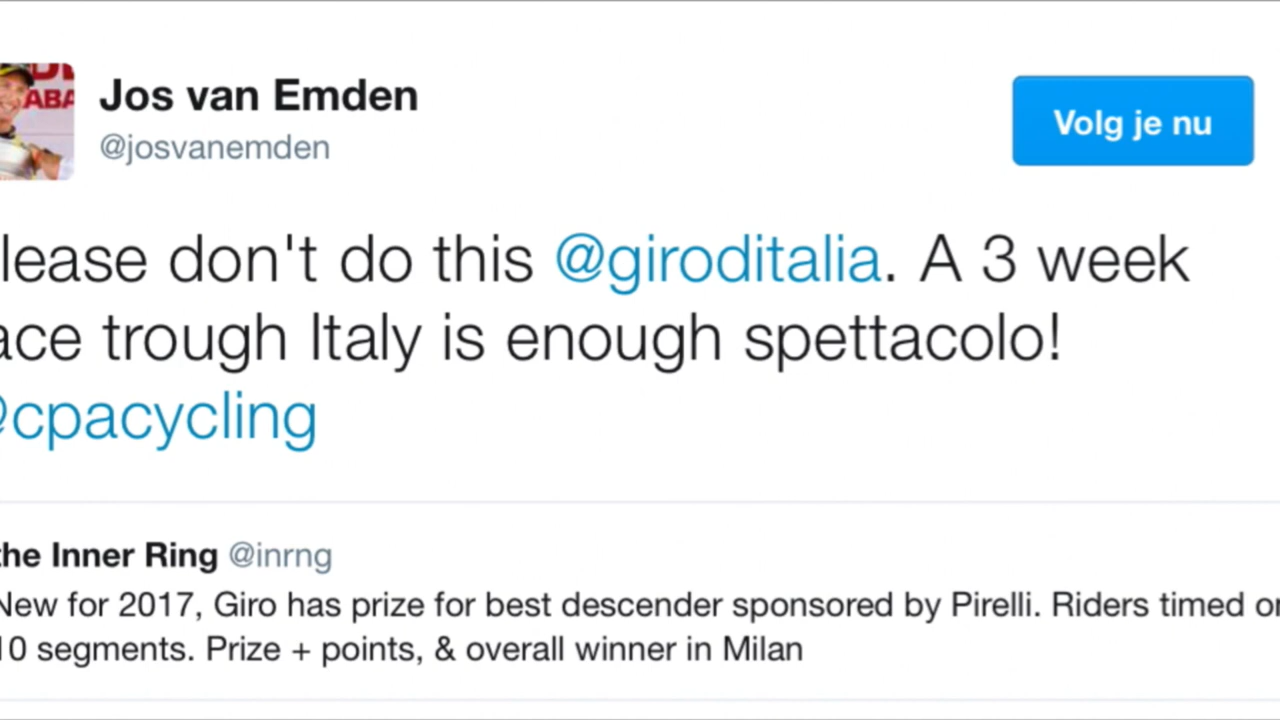 Jos van Emden
@josvanemden
Volg je nu
lease don't do this @giroditalia. A 3 week
ace trough Italy is enough spettacolo!
@cpacycling
the Inner Ring @inrng
New for 2017, Giro has prize for best descender sponsored by Pirelli. Riders timed on
10 segments. Prize + points, & overall winner in Milan